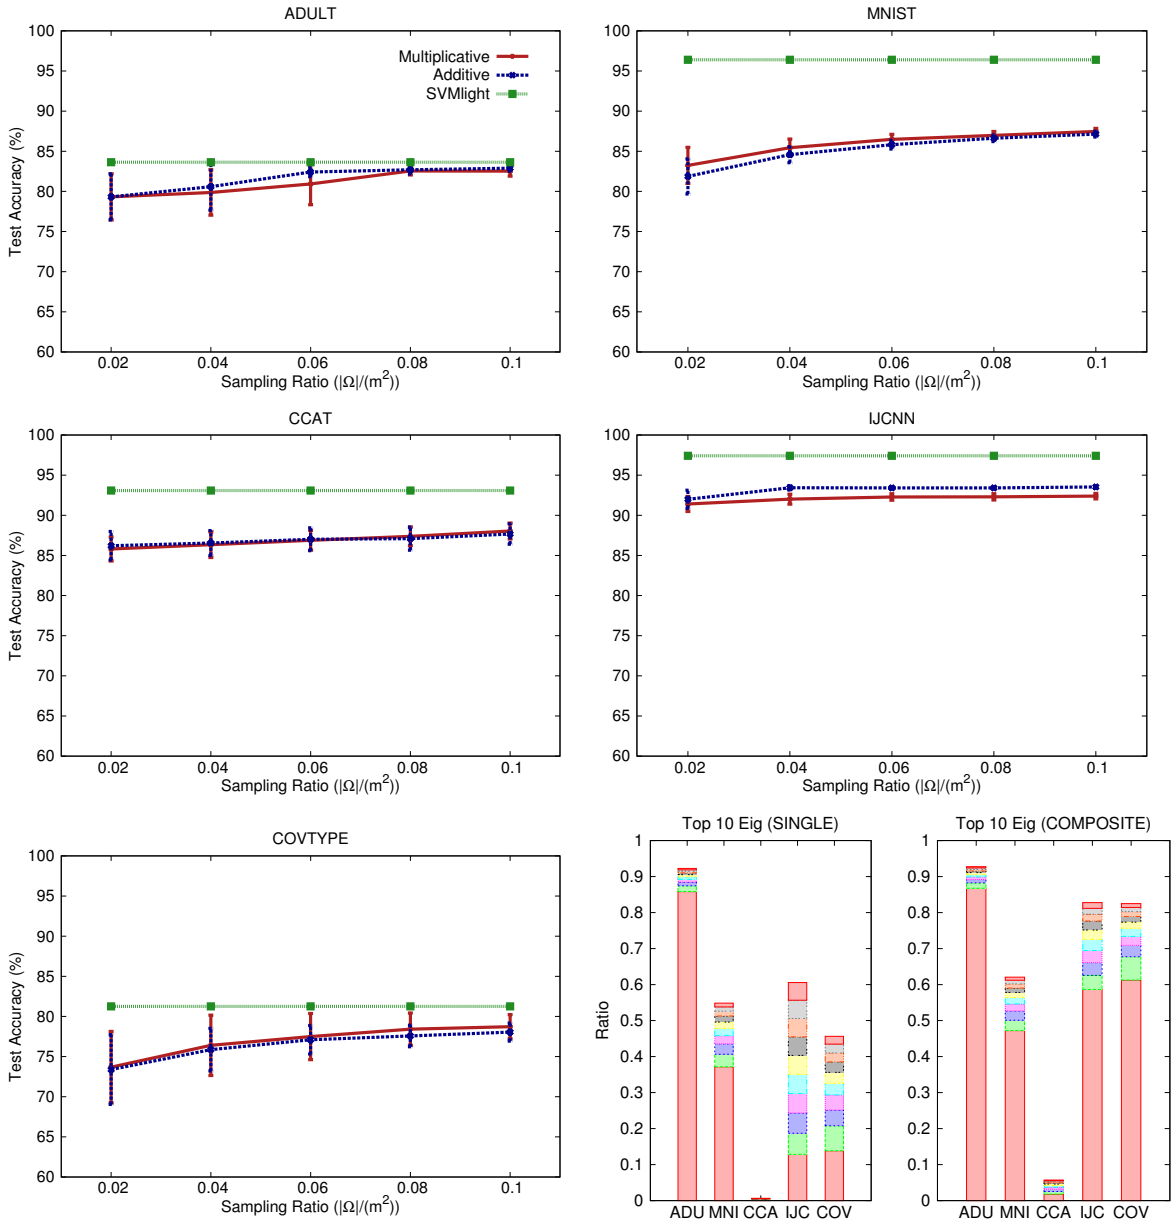 ADULT
100
95
90
85
80
75
70
65
60
Test Accuracy (%)
Multiplicative
Additive
SVMlight
0.02 0.04 0.06 0.08 0.1
Sampling Ratio (|Ω|/(m²))
MNIST
100
95
90
85
80
75
70
65
60
0.02 0.04 0.06 0.08 0.1
Sampling Ratio (|Ω|/(m²))
CCAT
100
95
90
85
80
75
70
65
60
Test Accuracy (%)
0.02 0.04 0.06 0.08 0.1
Sampling Ratio (|Ω|/(m²))
IJCNN
100
95
90
85
80
75
70
65
60
0.02 0.04 0.06 0.08 0.1
Sampling Ratio (|Ω|/(m²))
COVTYPE
100
95
90
85
80
75
70
65
60
Test Accuracy (%)
0.02 0.04 0.06 0.08 0.1
Sampling Ratio (|Ω|/(m²))
Top 10 Eig (SINGLE)
1
0.9
0.8
0.7
0.6
0.5
0.4
0.3
0.2
0.1
0
Ratio
ADU MNI CCA IJC COV
Top 10 Eig (COMPOSITE)
1
0.9
0.8
0.7
0.6
0.5
0.4
0.3
0.2
0.1
0
ADU MNI CCA IJC COV